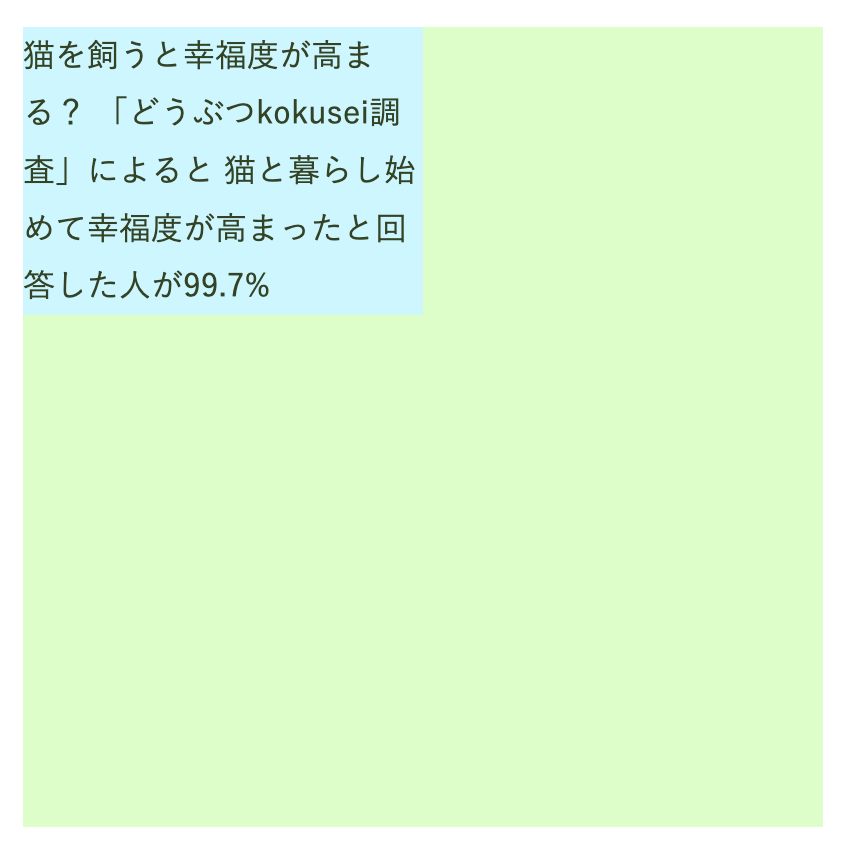 猫を飼うと幸福度が高ま
る？ 「どうぶつkokusei調
査」によると 猫と暮らし始
めて幸福度が高まったと回
答した人が99.7%